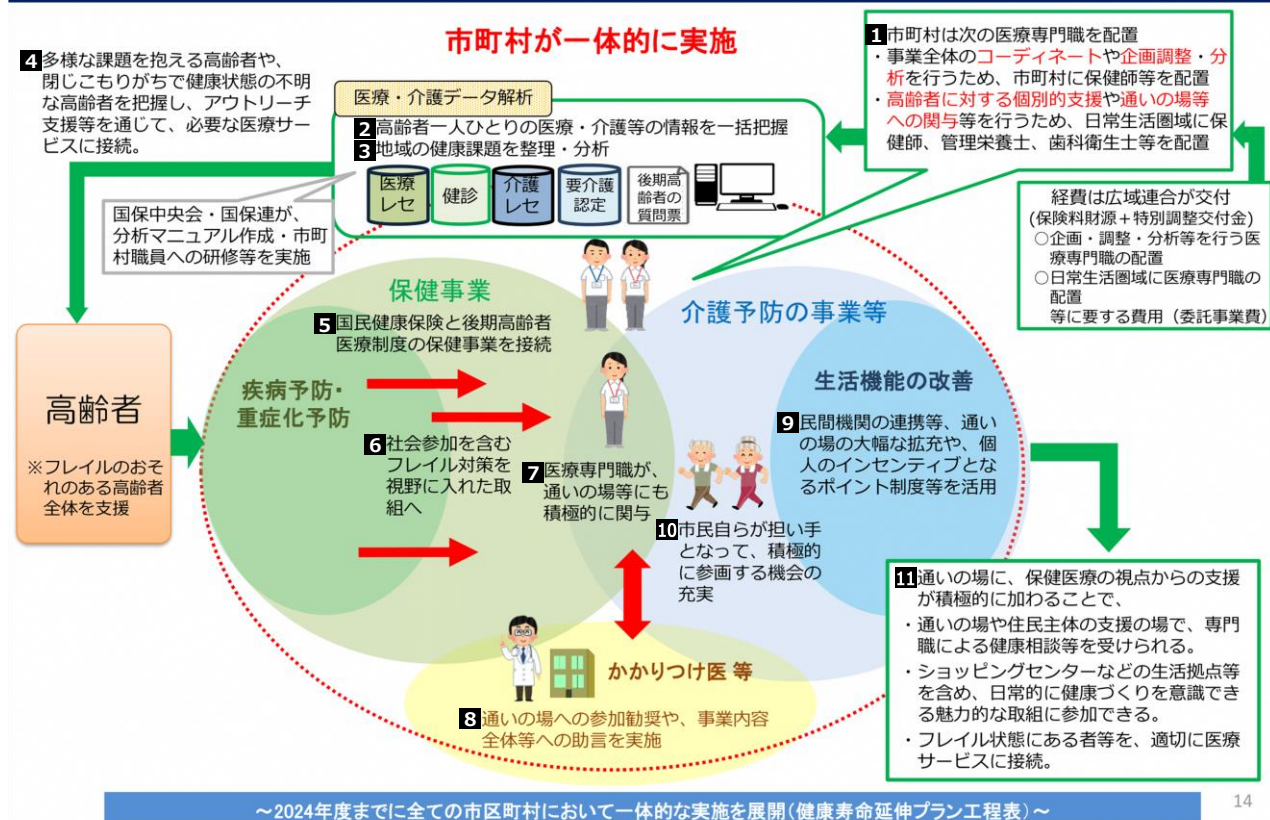 市町村が一体的に実施
1 市町村は次の医療専門職を配置
・事業全体のコーディネートや企画調整・分
析を行うため、市町村に保健師等を配置
・高齢者に対する個別的支援や通いの場等
への関与等を行うため、日常生活圏域に保
健師、管理栄養士、歯科衛生士等を配置
4 多様な課題を抱える高齢者や、
閉じこもりがちで健康状態の不明
な高齢者を把握し、アウトリーチ
支援等を通じて、必要な医療サー
ビスに接続。
医療・介護データ解析
2 高齢者一人ひとりの医療・介護等の情報を一括把握
3 地域の健康課題を整理・分析
医療
レセ
健診
介護
レセ
要介護
認定
後期高
齢者の
質問票
経費は広域連合が交付
(保険料財源+特別調整交付金)
○企画・調整・分析等を行う医
療専門職の配置
○日常生活圏域に医療専門職の
配置
等に要する費用(委託事業費)
国保中央会・国保連が、
分析マニュアル作成・市町
村職員への研修等を実施
保健事業
5 国民健康保険と後期高齢者
医療制度の保健事業を接続
介護予防の事業等
高齢者
※フレイルのおそ
れのある高齢者
全体を支援
疾病予防・
重症化予防
6 社会参加を含む
フレイル対策を
視野に入れた取
組へ
7 医療専門職が、
通いの場等にも
積極的に関与
生活機能の改善
9 民間機関の連携等、通い
の場の大幅な拡充や、個
人のインセンティブとな
るポイント制度等を活用
10 市民自らが担い手
となって、積極的
に参画する機会の
充実
かかりつけ医 等
8 通いの場への参加勧奨や、事業内容
全体等への助言を実施
11 通いの場に、保健医療の視点からの支援
が積極的に加わることで、
・通いの場や住民主体の支援の場で、専門
職による健康相談等を受けられる。
・ショッピングセンターなどの生活拠点等
を含め、日常的に健康づくりを意識でき
る魅力的な取組に参加できる。
・フレイル状態にある者等を、適切に医療
サービスに接続。
~2024年度までに全ての市区町村において一体的な実施を展開(健康寿命延伸プラン工程表)~
14